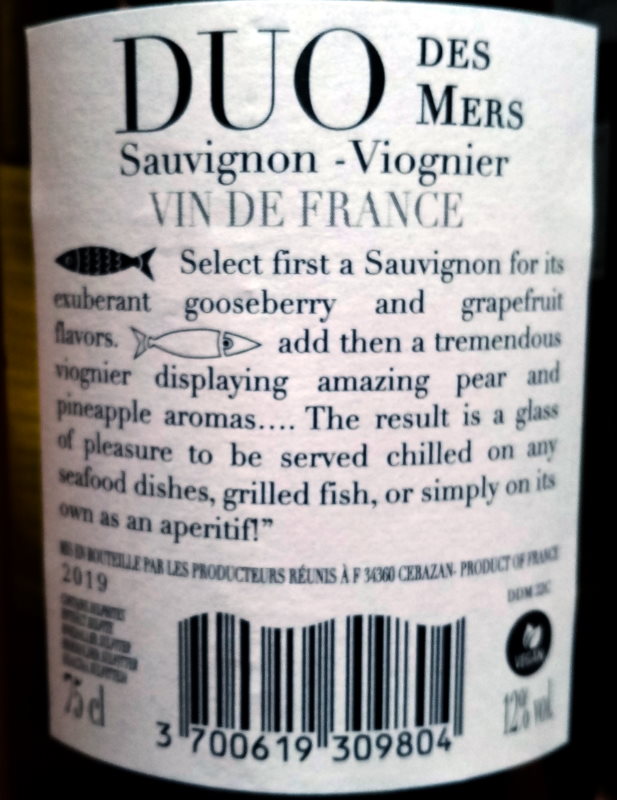 DUO DES MERS
Sauvignon - Viognier
VIN DE FRANCE
Select first a Sauvignon for its
exuberant gooseberry and grapefruit
flavors. add then a tremendous
viognier displaying amazing pear and
pineapple aromas.... The result is a glass
of pleasure to be served chilled on any
seafood dishes, grilled fish, or simply on its
own as an aperitif!"
MIS EN BOUTEILLE PAR LES PRODUCTEURS RÉUNIS À F 34360 CEBAZAN- PRODUCT OF FRANCE
2019
VEGAN
75 cl
12% vol.
3 700619 309804